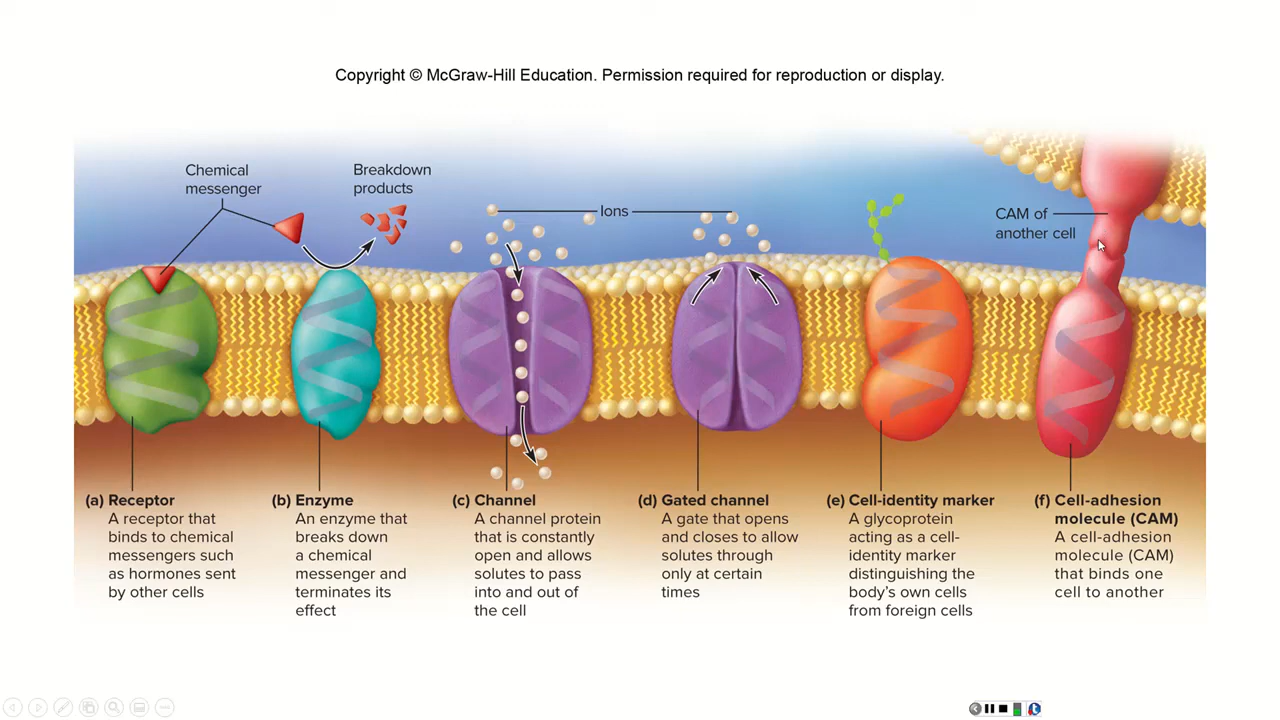 Copyright © McGraw-Hill Education. Permission required for reproduction or display.
Chemical
messenger
Breakdown
products
Ions
CAM of
another cell
(a) Receptor
A receptor that
binds to chemical
messengers such
as hormones sent
by other cells
(b) Enzyme
An enzyme that
breaks down
a chemical
messenger and
terminates its
effect
(c) Channel
A channel protein
that is constantly
open and allows
solutes to pass
into and out of
the cell
(d) Gated channel
A gate that opens
and closes to allow
solutes through
only at certain
times
(e) Cell-identity marker
A glycoprotein
acting as a cell-
identity marker
distinguishing the
body's own cells
from foreign cells
(f) Cell-adhesion
molecule (CAM)
A cell-adhesion
molecule (CAM)
that binds one
cell to another